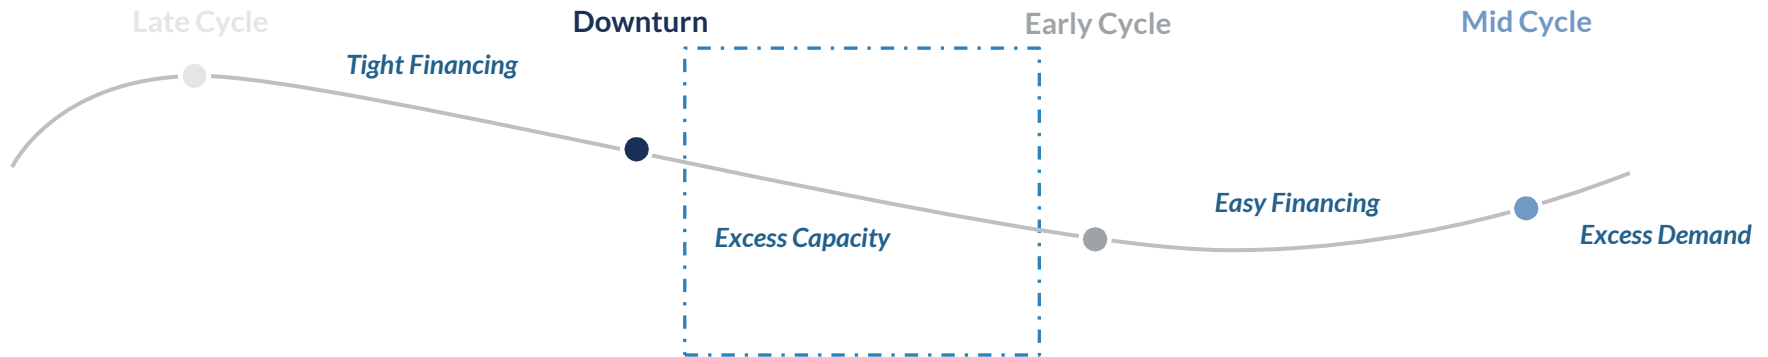 Late Cycle
Downturn
Early Cycle
Mid Cycle
Tight Financing
Excess Capacity
Easy Financing
Excess Demand